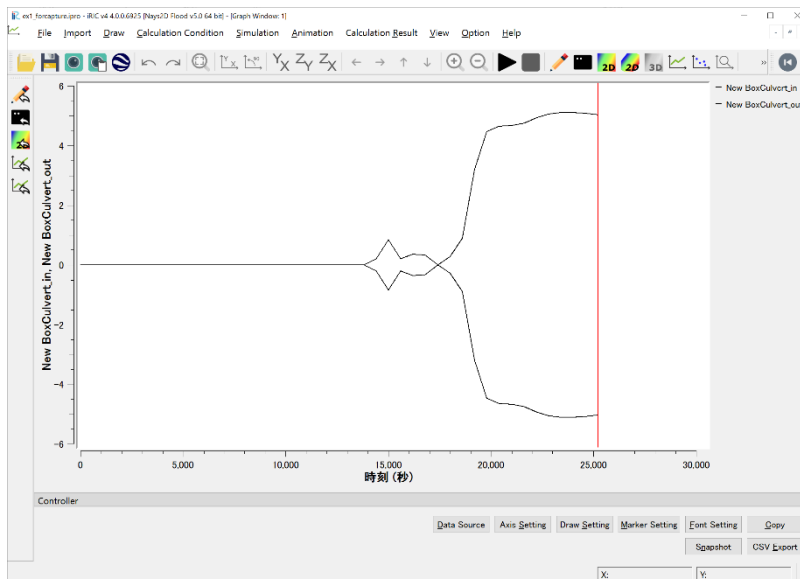 ex1_forcapture.ipro - iRIC v4 4.0.0.6925 [Nays2D Flood v5.0 64 bit] - [Graph Window: 1]
File Import Draw Calculation Condition Simulation Animation Calculation Result View Option Help
YX ZY ZX 2D 2D 3D »
New BoxCulvert_in
New BoxCulvert_ou
New BoxCulvert_in, New BoxCulvert_out
6
4
2
0
-2
-4
-6
0 5,000 10,000 15,000 20,000 25,000 30,000
時刻 (秒)
Controller
Data Source Axis Setting Draw Setting Marker Setting Font Setting Copy
Snapshot CSV Export
X: Y: